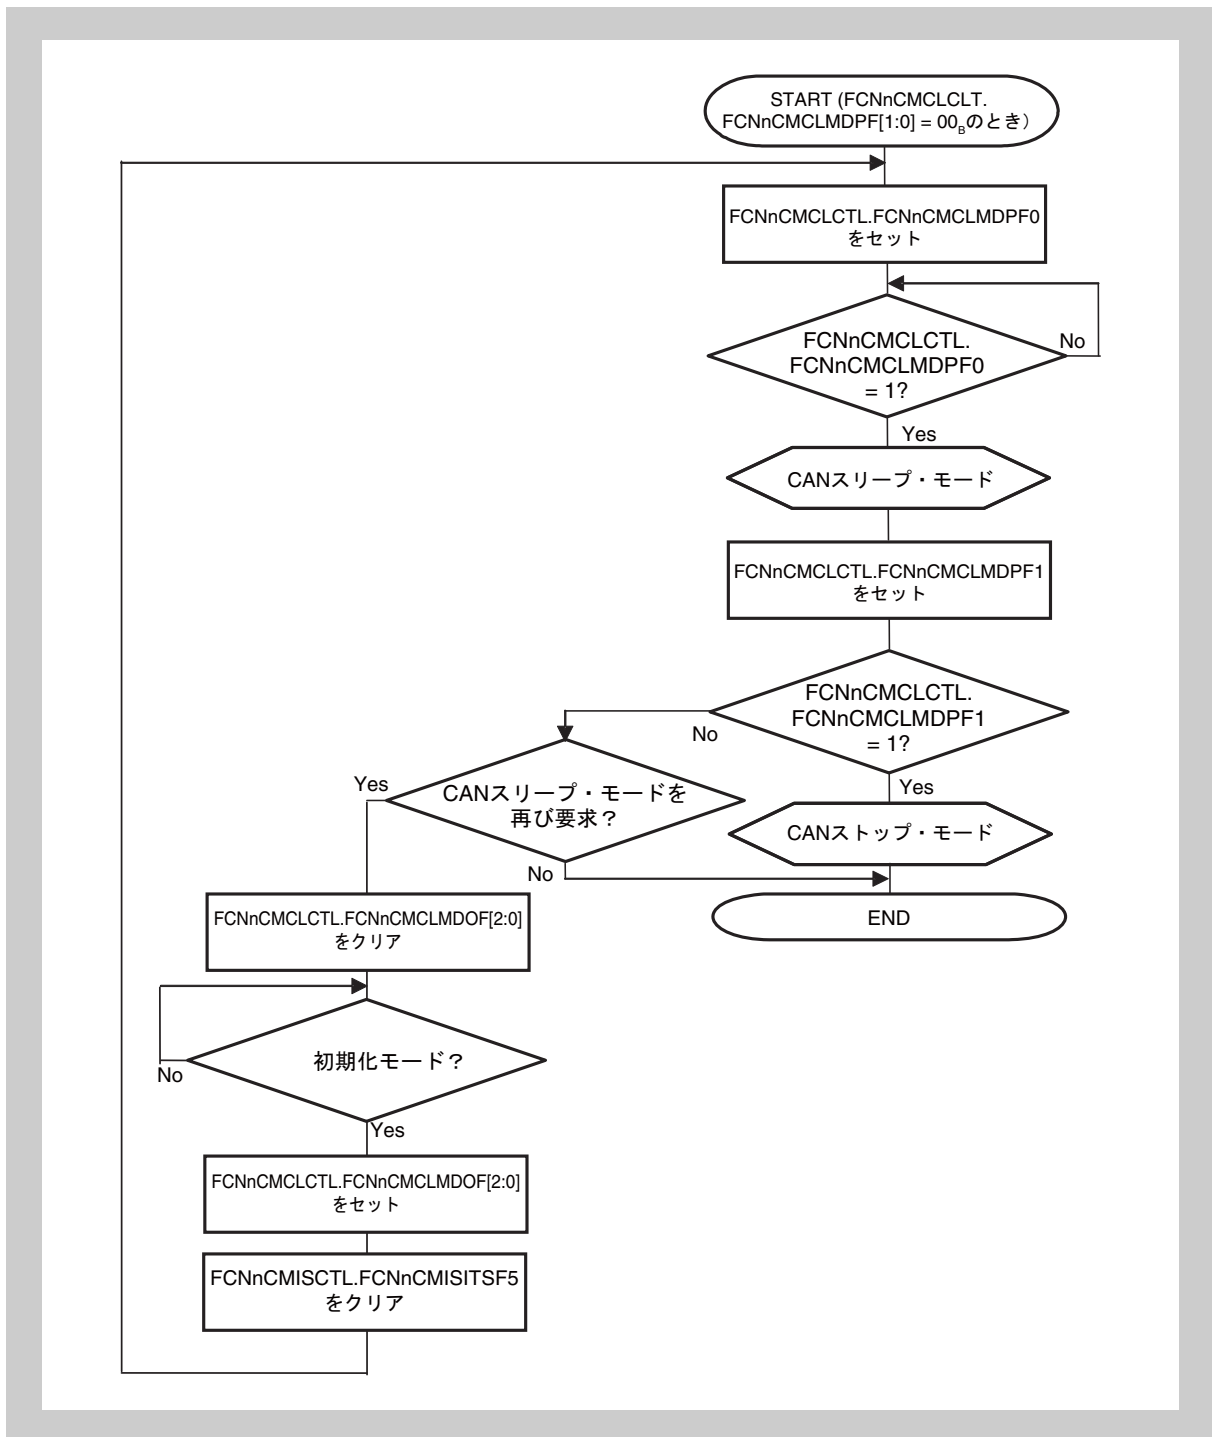 START (FCNnCMCLCLT.
FCNnCMCLMDPF[1:0] = 00Bのとき)
FCNnCMCLCTL.FCNnCMCLMDPF0
をセット
FCNnCMCLCTL.
FCNnCMCLMDPF0
= 1?
No
Yes
CANスリープ・モード
FCNnCMCLCTL.FCNnCMCLMDPF1
をセット
FCNnCMCLCTL.
FCNnCMCLMDPF1
= 1?
No
Yes
CANスリープ・モードを
再び要求？
Yes
No
CANストップ・モード
END
FCNnCMCLCTL.FCNnCMCLMDOF[2:0]
をクリア
初期化モード？
No
Yes
FCNnCMCLCTL.FCNnCMCLMDOF[2:0]
をセット
FCNnCMISCTL.FCNnCMISITSF5
をクリア